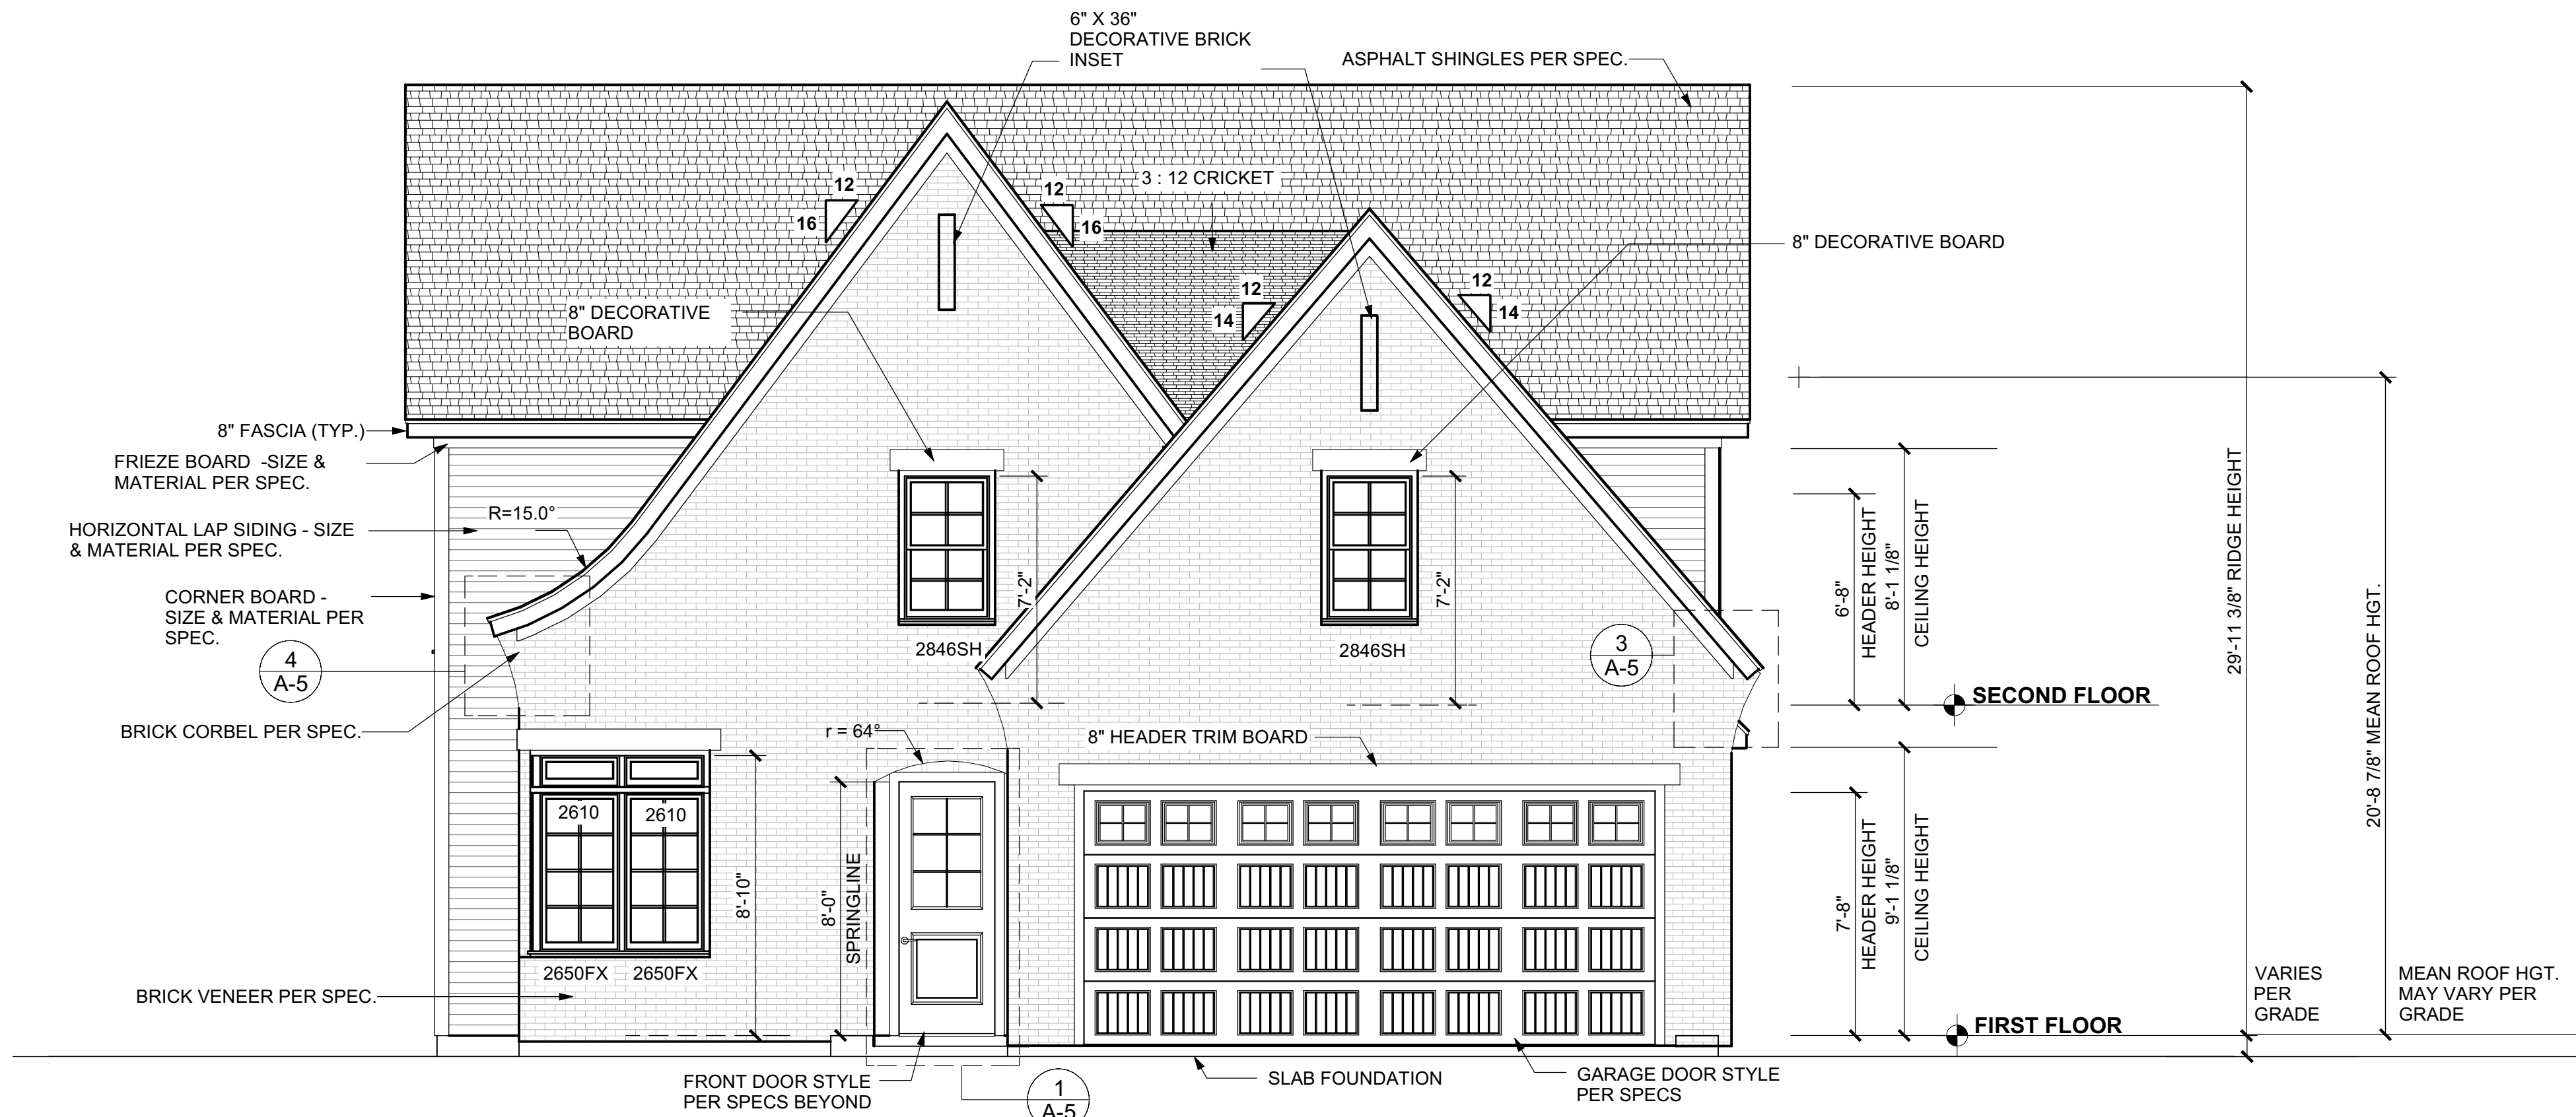 6" X 36"
DECORATIVE BRICK
INSET
ASPHALT SHINGLES PER SPEC.
12
16
12
16
3 : 12 CRICKET
8" DECORATIVE BOARD
12
14
12
14
8" DECORATIVE
BOARD
8" FASCIA (TYP.)
FRIEZE BOARD -SIZE &
MATERIAL PER SPEC.
HORIZONTAL LAP SIDING - SIZE
& MATERIAL PER SPEC.
R=15.0°
CORNER BOARD -
SIZE & MATERIAL PER
SPEC.
4
A-5
BRICK CORBEL PER SPEC.
7'-2"
2846SH
7'-2"
2846SH
3
A-5
6'-8"
HEADER HEIGHT
8'-1 1/8"
CEILING HEIGHT
29'-11 3/8" RIDGE HEIGHT
20'-8 7/8" MEAN ROOF HGT.
SECOND FLOOR
r = 64°
8" HEADER TRIM BOARD
2610
2610
8'-10"
8'-0"
SPRINGLINE
7'-8"
HEADER HEIGHT
9'-1 1/8"
CEILING HEIGHT
2650FX
2650FX
BRICK VENEER PER SPEC.
VARIES
PER
GRADE
MEAN ROOF HGT.
MAY VARY PER
GRADE
FIRST FLOOR
FRONT DOOR STYLE
PER SPECS BEYOND
1
A-5
SLAB FOUNDATION
GARAGE DOOR STYLE
PER SPECS